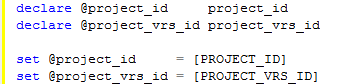 declare @project_id     project_id
declare @project_vrs_id project_vrs_id
set @project_id     = [PROJECT_ID]
set @project_vrs_id = [PROJECT_VRS_ID]